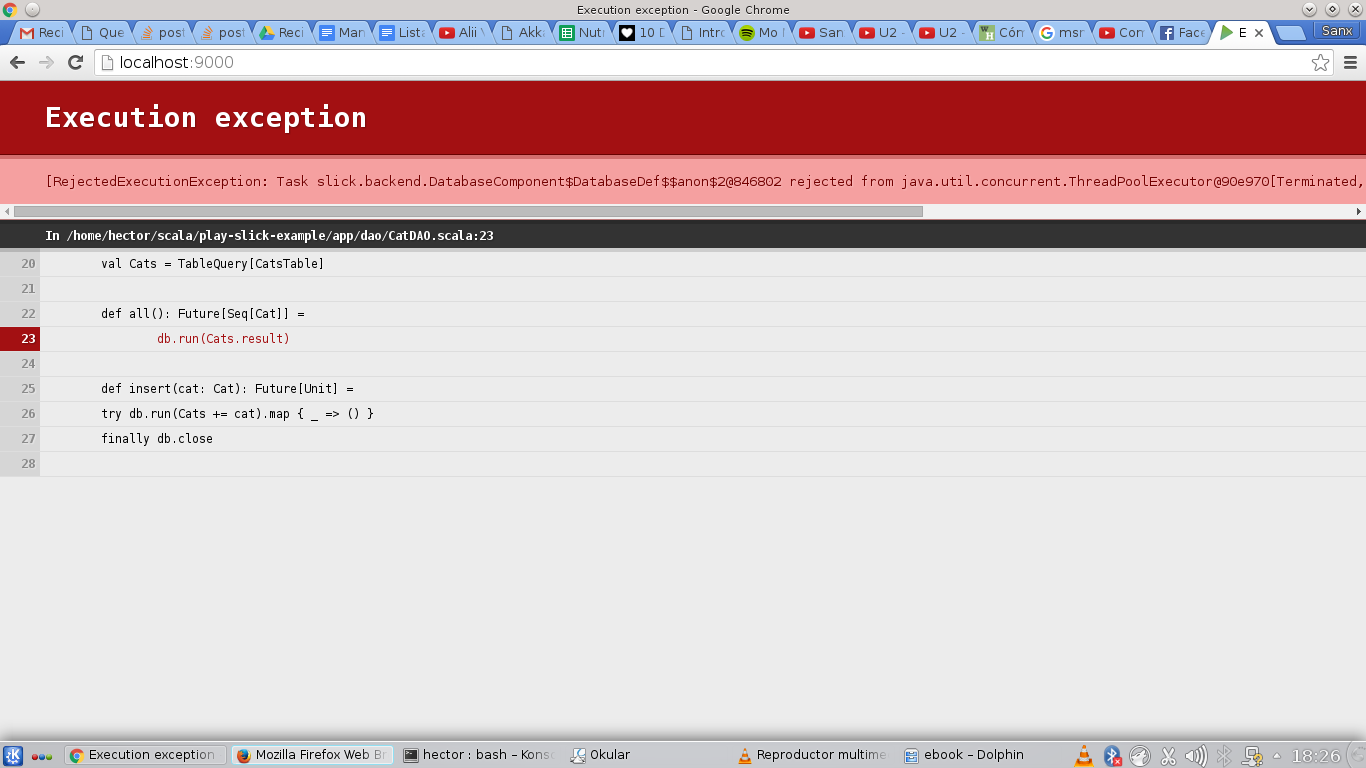 Execution exception - Google Chrome
Reci Que post post Reci Man List Alii Akka Nutr 10 D Intro Mo San U2 - U2 - Cóm msn Con Face E Sanx
localhost:9000
Execution exception
[RejectedExecutionException: Task slick.backend.DatabaseComponent$DatabaseDef$$anon$2@846802 rejected from java.util.concurrent.ThreadPoolExecutor@90e970[Terminated,
In /home/hector/scala/play-slick-example/app/dao/CatDAO.scala:23
20 val Cats = TableQuery[CatsTable]
21
22 def all(): Future[Seq[Cat]] =
23 db.run(Cats.result)
24
25 def insert(cat: Cat): Future[Unit] =
26 try db.run(Cats += cat).map { _ => () }
27 finally db.close
28
Execution exception Mozilla Firefox Web Br hector : bash – Kons Okular Reproductor multime ebook – Dolphin 18:26